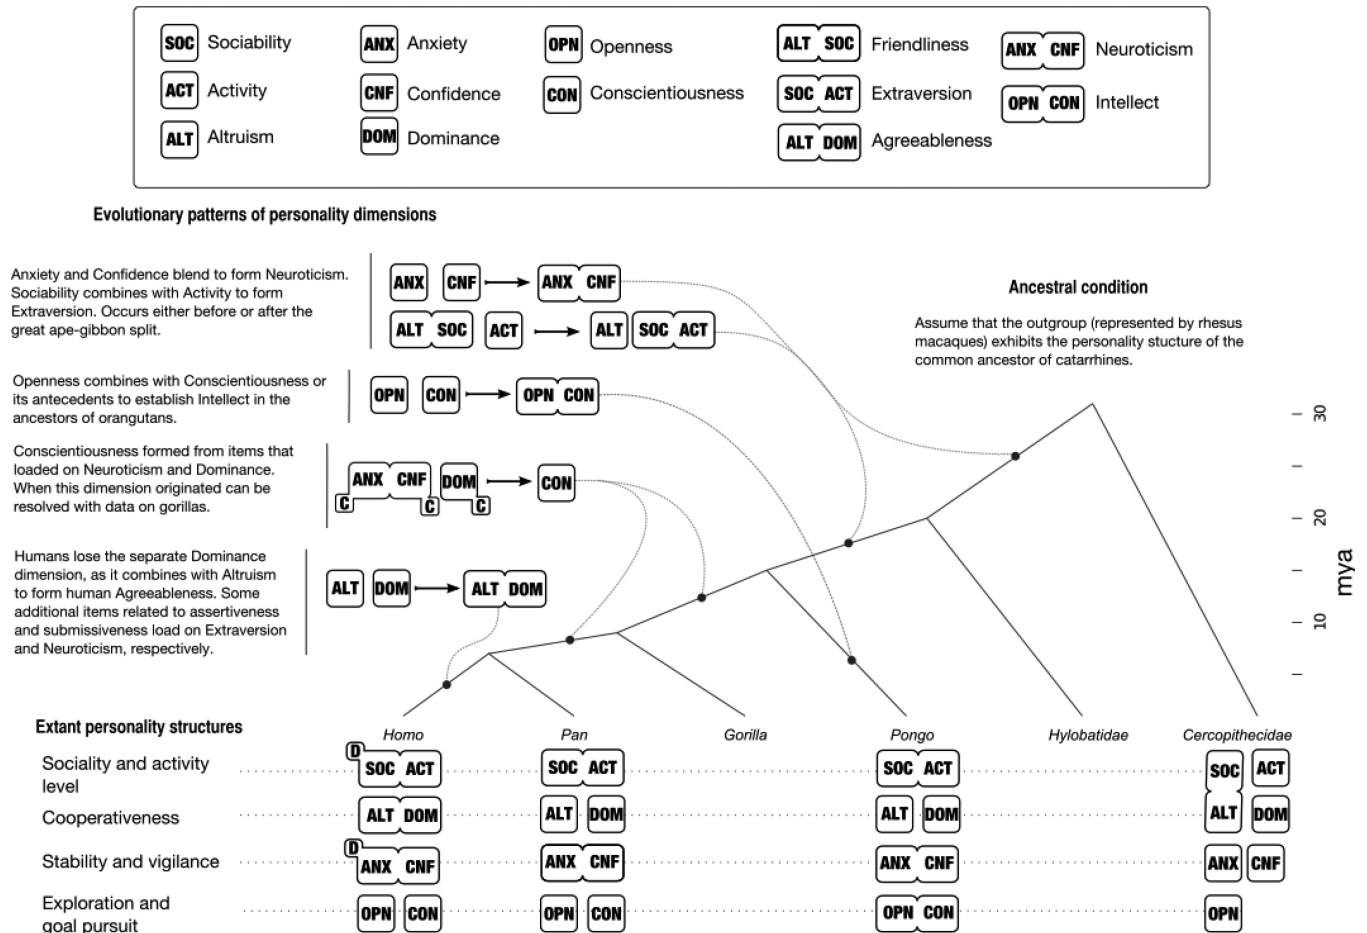 SOC Sociability
ANX Anxiety
OPN Openness
ALT SOC Friendliness
ANX CNF Neuroticism
ACT Activity
CNF Confidence
CON Conscientiousness
SOC ACT Extraversion
OPN CON Intellect
ALT Altruism
DOM Dominance
ALT DOM Agreeableness
Evolutionary patterns of personality dimensions
Anxiety and Confidence blend to form Neuroticism.
Sociability combines with Activity to form
Extraversion. Occurs either before or after the
great ape-gibbon split.
ANX CNF ANX CNF
ALT SOC ACT ALT SOC ACT
Ancestral condition
Assume that the outgroup (represented by rhesus
macaques) exhibits the personality stucture of the
common ancestor of catarrhines.
Openness combines with Conscientiousness or
its antecedents to establish Intellect in the
ancestors of orangutans.
OPN CON OPN CON
Conscientiousness formed from items that
loaded on Neuroticism and Dominance.
When this dimension originated can be
resolved with data on gorillas.
ANX CNF DOM CON
C C C
Humans lose the separate Dominance
dimension, as it combines with Altruism
to form human Agreeableness. Some
additional items related to assertiveness
and submissiveness load on Extraversion
and Neuroticism, respectively.
ALT DOM ALT DOM
30
20
10
mya
Extant personality structures
Homo Pan Gorilla Pongo Hylobatidae Cercopithecidae
Sociality and activity
level
D SOC ACT SOC ACT SOC ACT SOC ACT
Cooperativeness ALT DOM ALT DOM ALT DOM ALT DOM
D
Stability and vigilance ANX CNF ANX CNF ANX CNF ANX CNF
Exploration and
goal pursuit
OPN CON OPN CON OPN CON OPN